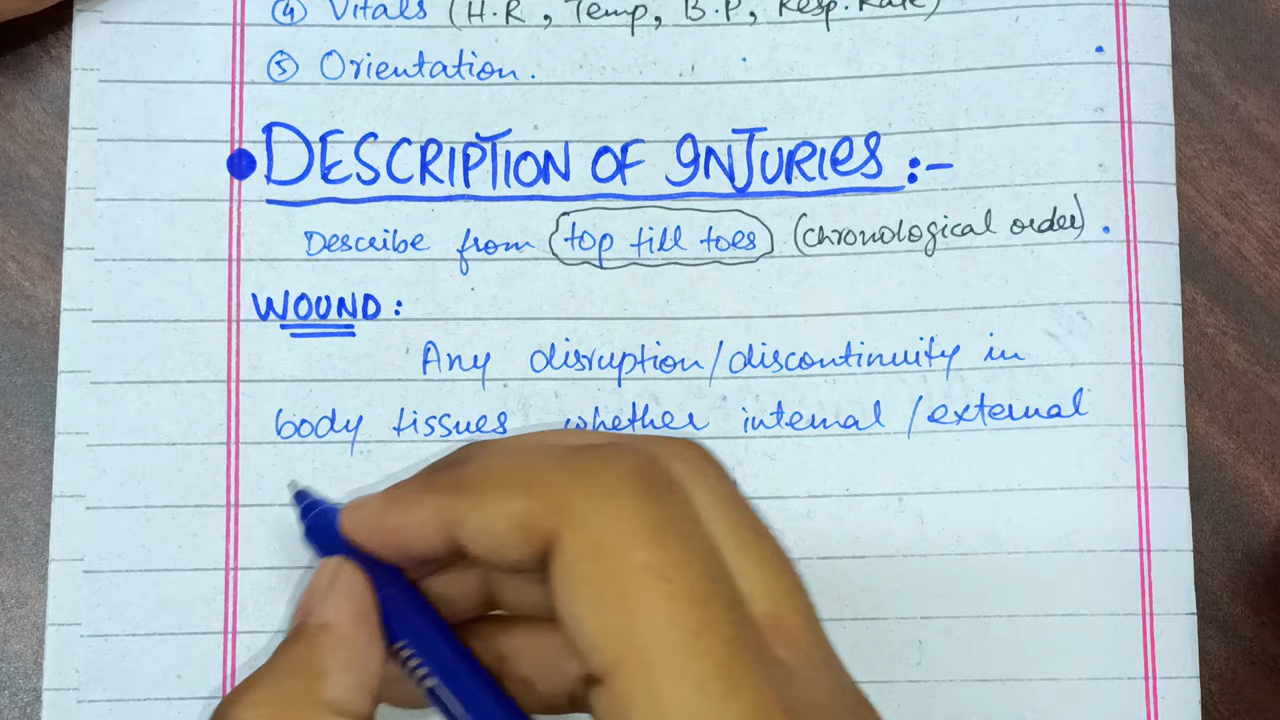 ④ Vitals (H.R, Temp, B.P, Resp. Rate)
⑤ Orientation.
• DESCRIPTION OF INJURIES :-
Describe from (top till toes) (chronological order).
WOUND:
Any disruption/discontinuity in
body tissues whether internal/external